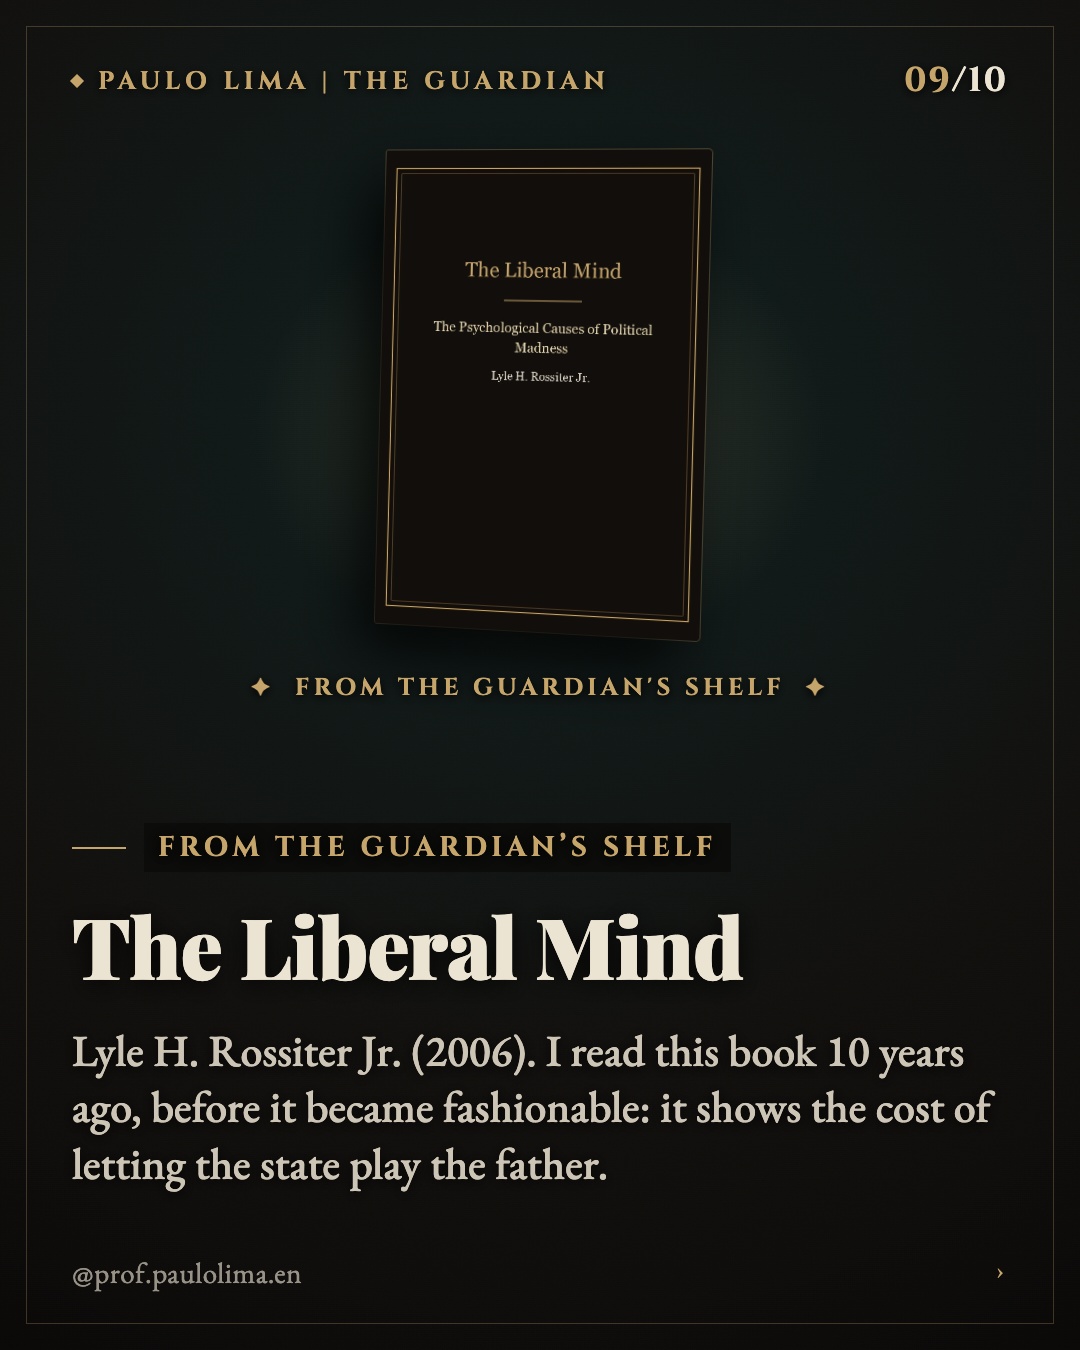 PAULO LIMA | THE GUARDIAN
09/10
The Liberal Mind
The Psychological Causes of Political
Madness
Lyle H. Rossiter Jr.
FROM THE GUARDIAN'S SHELF
FROM THE GUARDIAN’S SHELF
The Liberal Mind
Lyle H. Rossiter Jr. (2006). I read this book 10 years
ago, before it became fashionable: it shows the cost of
letting the state play the father.
@prof.paulolima.en
›